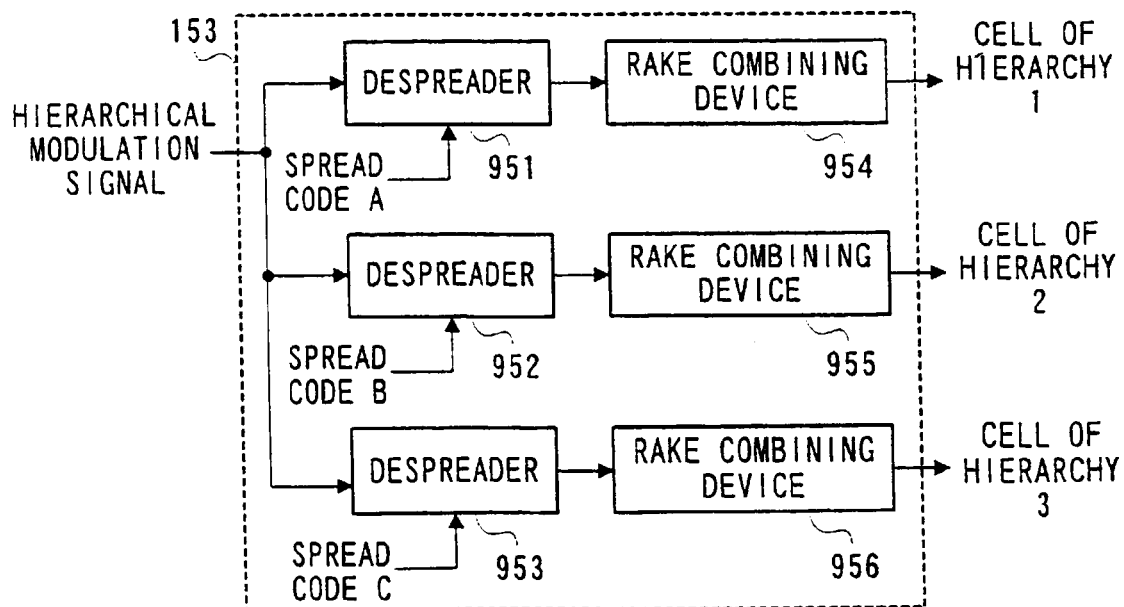 153
HIERARCHICAL
MODULATION
SIGNAL
DESPREADER
951
SPREAD
CODE A
RAKE COMBINING
DEVICE
954
CELL OF
HIERARCHY
1
DESPREADER
952
SPREAD
CODE B
RAKE COMBINING
DEVICE
955
CELL OF
HIERARCHY
2
DESPREADER
953
SPREAD
CODE C
RAKE COMBINING
DEVICE
956
CELL OF
HIERARCHY
3